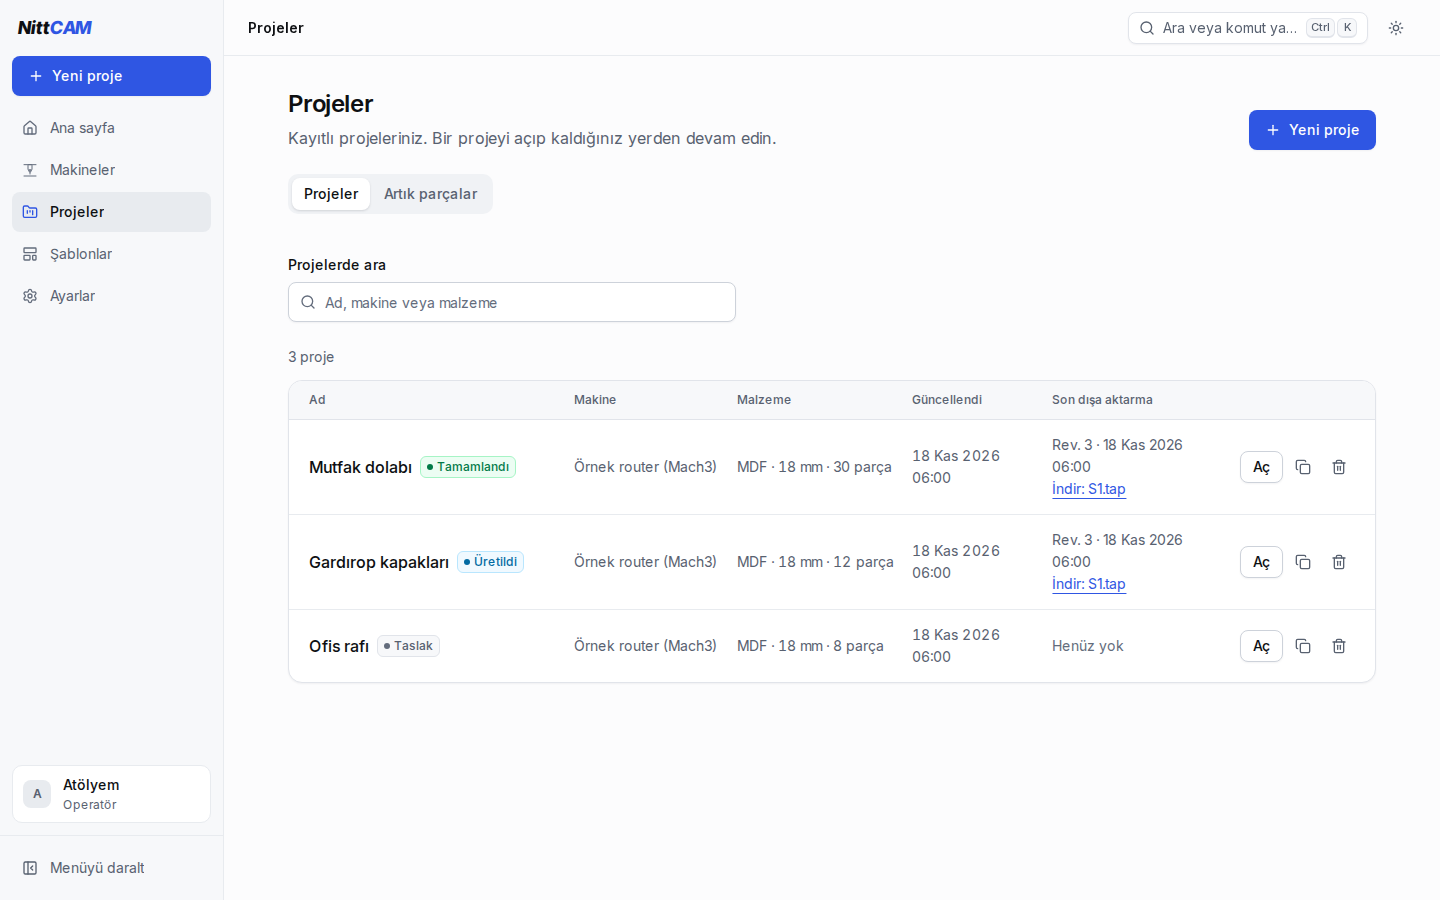 NittCAM
Yeni proje
Ana sayfa
Makineler
Projeler
Şablonlar
Ayarlar
Atölyem
A
Operatör
Menüyü daralt
Projeler
Ara veya komut ya...
Ctrl K
Projeler
Kayıtlı projeleriniz. Bir projeyi açıp kaldığınız yerden devam edin.
Yeni proje
Projeler Artık parçalar
Projelerde ara
Ad, makine veya malzeme
3 proje
Ad Makine Malzeme Güncellendi Son dışa aktarma
Mutfak dolabı Tamamlandı Örnek router (Mach3) MDF · 18 mm · 30 parça 18 Kas 2026 06:00 Rev. 3 · 18 Kas 2026 06:00 İndir: S1.tap Aç
Gardırop kapakları Üretildi Örnek router (Mach3) MDF · 18 mm · 12 parça 18 Kas 2026 06:00 Rev. 3 · 18 Kas 2026 06:00 İndir: S1.tap Aç
Ofis rafı Taslak Örnek router (Mach3) MDF · 18 mm · 8 parça 18 Kas 2026 06:00 Henüz yok Aç